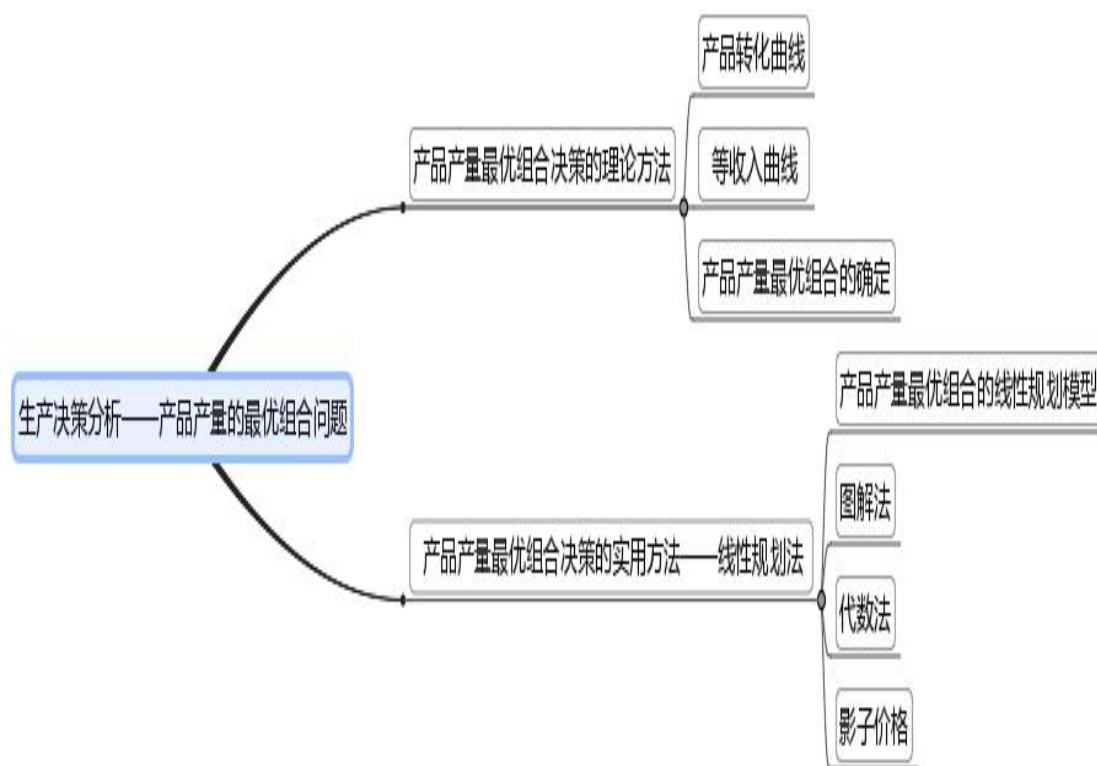 产品转化曲线
产品产量最优组合决策的理论方法
等收入曲线
产品产量最优组合的确定
生产决策分析——产品产量的最优组合问题
产品产量最优组合的线性规划模型
图解法
产品产量最优组合决策的实用方法——线性规划法
代数法
影子价格